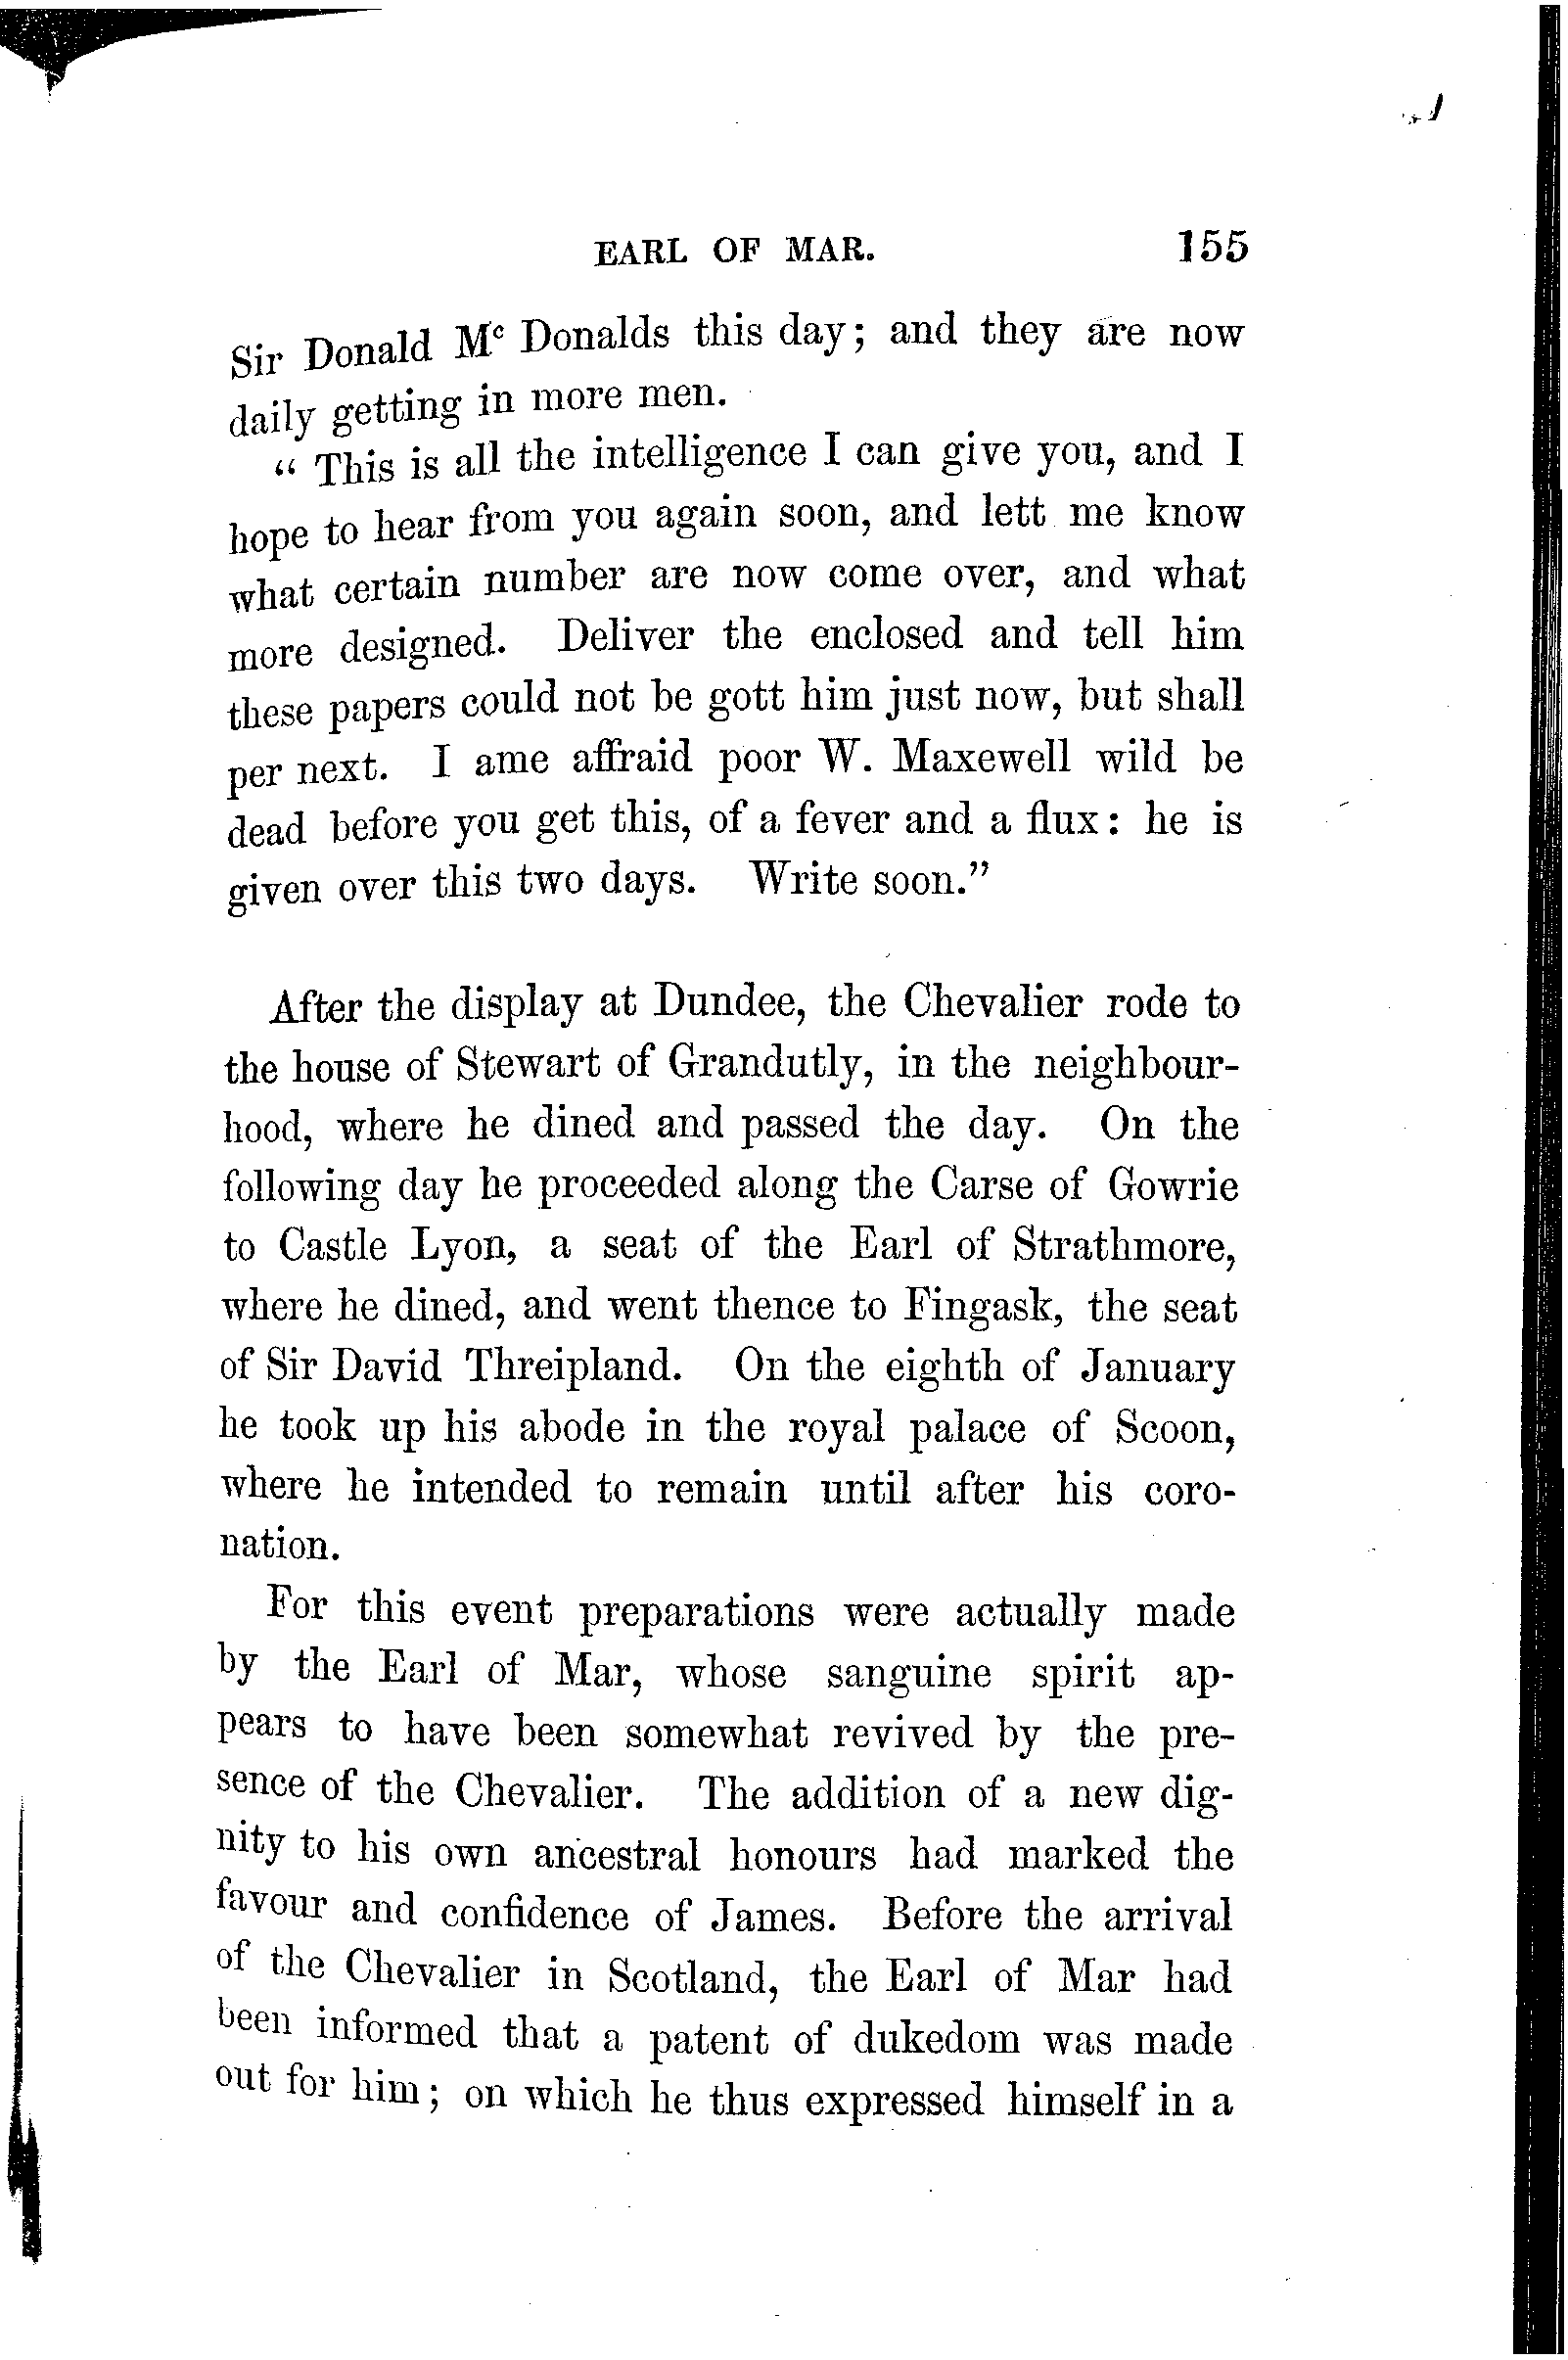 EARL OF MAR. 155
Sir Donald Mᶜ Donalds this day; and they are now
daily getting in more men.
“ This is all the intelligence I can give you, and I
hope to hear from you again soon, and lett me know
what certain number are now come over, and what
more designed. Deliver the enclosed and tell him
these papers could not be gott him just now, but shall
per next. I ame affraid poor W. Maxewell wild be
dead before you get this, of a fever and a flux: he is
given over this two days. Write soon.”
After the display at Dundee, the Chevalier rode to
the house of Stewart of Grandutly, in the neighbour-
hood, where he dined and passed the day. On the
following day he proceeded along the Carse of Gowrie
to Castle Lyon, a seat of the Earl of Strathmore,
where he dined, and went thence to Fingask, the seat
of Sir David Threipland. On the eighth of January
he took up his abode in the royal palace of Scoon,
where he intended to remain until after his coro-
nation.
For this event preparations were actually made
by the Earl of Mar, whose sanguine spirit ap-
pears to have been somewhat revived by the pre-
sence of the Chevalier. The addition of a new dig-
nity to his own ancestral honours had marked the
favour and confidence of James. Before the arrival
of the Chevalier in Scotland, the Earl of Mar had
been informed that a patent of dukedom was made
out for him; on which he thus expressed himself in a